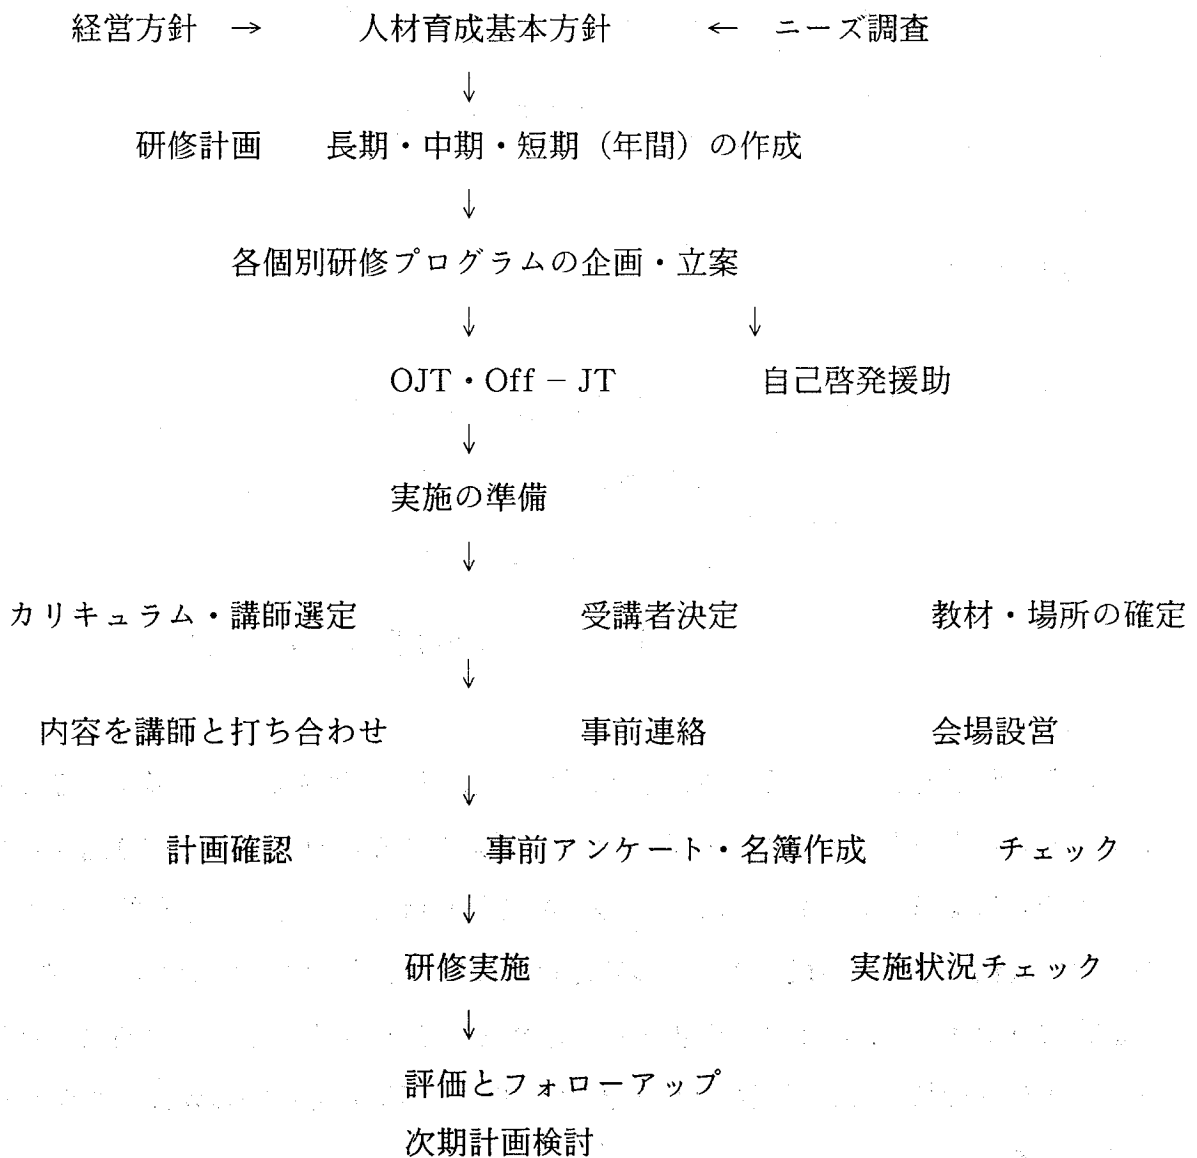 経営方針 → 人材育成基本方針 ← ニーズ調査
↓
研修計画 長期・中期・短期（年間）の作成
↓
各個別研修プログラムの企画・立案
↓ ↓
OJT・Off－JT 自己啓発援助
↓
実施の準備
↓
カリキュラム・講師選定 受講者決定 教材・場所の確定
↓
内容を講師と打ち合わせ 事前連絡 会場設営
↓
計画確認 事前アンケート・名簿作成 チェック
↓
研修実施 実施状況チェック
↓
評価とフォローアップ
次期計画検討